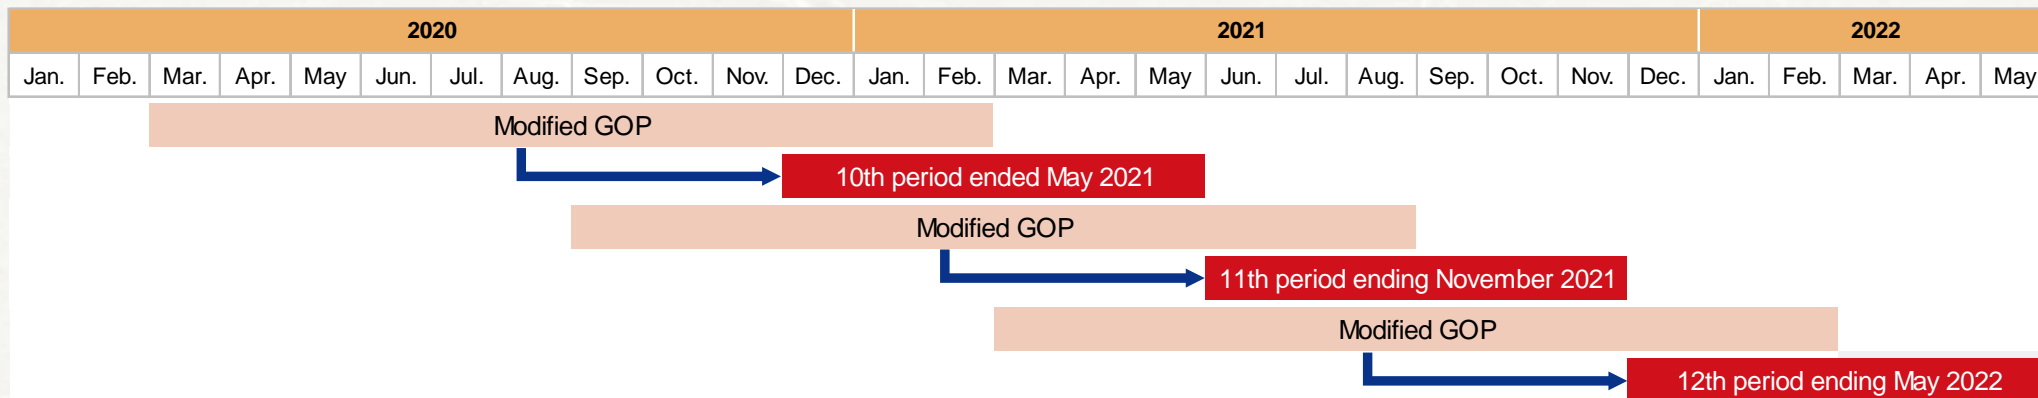 2020 2021 2022
Jan. Feb. Mar. Apr. May Jun. Jul. Aug. Sep. Oct. Nov. Dec. Jan. Feb. Mar. Apr. May Jun. Jul. Aug. Sep. Oct. Nov. Dec. Jan. Feb. Mar. Apr. May
Modified GOP
10th period ended May 2021
Modified GOP
11th period ending November 2021
Modified GOP
12th period ending May 2022